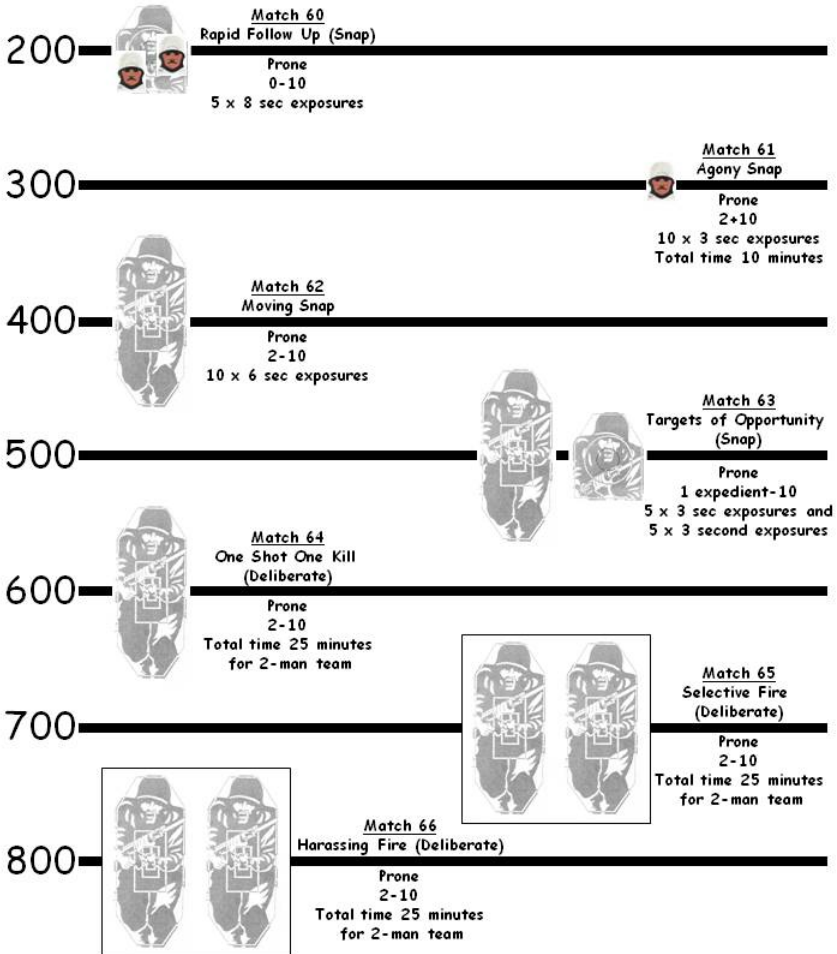 200
Match 60
Rapid Follow Up (Snap)
Prone
0-10
5 x 8 sec exposures
300
Match 61
Agony Snap
Prone
2+10
10 x 3 sec exposures
Total time 10 minutes
400
Match 62
Moving Snap
Prone
2-10
10 x 6 sec exposures
500
Match 63
Targets of Opportunity
(Snap)
Prone
1 expedient-10
5 x 3 sec exposures and
5 x 3 second exposures
600
Match 64
One Shot One Kill
(Deliberate)
Prone
2-10
Total time 25 minutes
for 2-man team
700
Match 65
Selective Fire
(Deliberate)
Prone
2-10
Total time 25 minutes
for 2-man team
800
Match 66
Harassing Fire (Deliberate)
Prone
2-10
Total time 25 minutes
for 2-man team